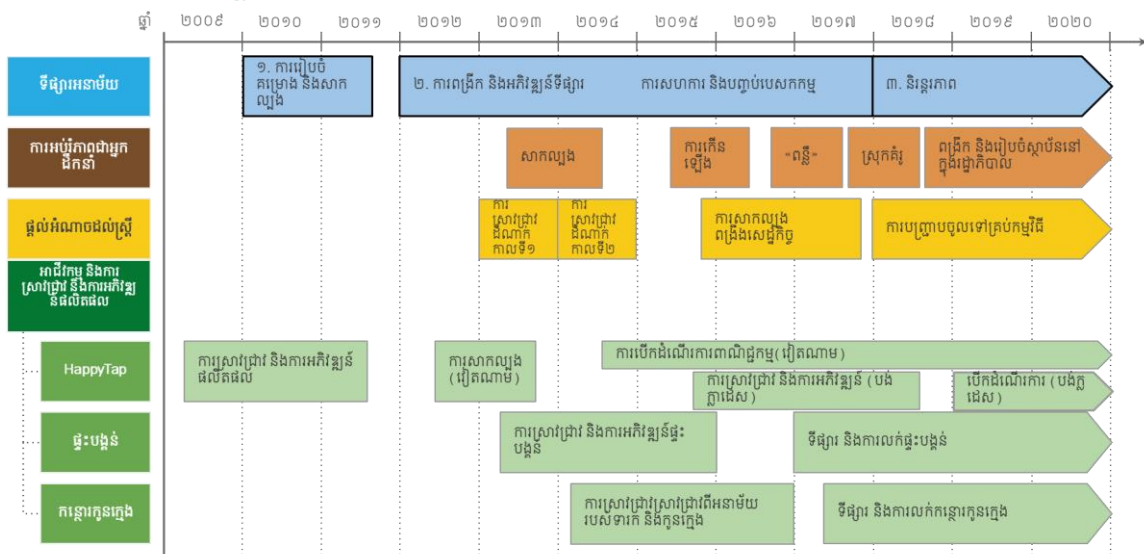 ឆ្នាំ
២០០៩
២០១០
២០១១
២០១២
២០១៣
២០១៤
២០១៥
២០១៦
២០១៧
២០១៨
២០១៩
២០២០
ទីផ្សារអនាម័យ
១. ការរៀបចំ
គម្រោង និងសាក
ល្បង
២. ការពង្រីក និងអភិវឌ្ឍន៍ទីផ្សារ
ការសហការ និងបញ្ចប់បេសកកម្ម
៣. និរន្តរភាព
ការអប់រំភាពជាអ្នក
ដឹកនាំ
សាកល្បង
ការកើន
ឡើង
“ពន្លឺ”
ស្រុកគំរូ
ពង្រីក និងរៀបចំស្ថាប័ននៅ
ក្នុងរដ្ឋាភិបាល
ផ្តល់អំណាចដល់ស្ត្រី
ការ
ស្រាវជ្រាវ
ដំណាក់
កាលទី១
ការ
ស្រាវជ្រាវ
ដំណាក់
កាលទី២
ការសាកល្បង
ពង្រឹងសេដ្ឋកិច្ច
ការបញ្ជ្រាបចូលទៅគ្រប់កម្មវិធី
អាជីវកម្ម និងការ
ស្រាវជ្រាវ និងការអភិវឌ្ឍ
ន៍ផលិតផល
HappyTap
ការស្រាវជ្រាវ និងការអភិវឌ្ឍន៍
ផលិតផល
ការសាកល្បង
(វៀតណាម)
ការបើកដំណើរការពាណិជ្ជកម្ម(វៀតណាម)
ការស្រាវជ្រាវ និងការអភិវឌ្ឍន៍ (បង់
ក្លាដេស)
បើកដំណើរការ (បង់ក្ល
ដេស)
ផ្ទះបង្គន់
ការស្រាវជ្រាវ និងការអភិវឌ្ឍន៍ផ្ទះ
បង្គន់
ទីផ្សារ និងការលក់ផ្ទះបង្គន់
កន្ថោរកូនក្មេង
ការស្រាវជ្រាវស្រាវជ្រាវពីអនាម័យ
របស់ទារក និងកូនក្មេង
ទីផ្សារ និងការលក់កន្ថោរកូនក្មេង